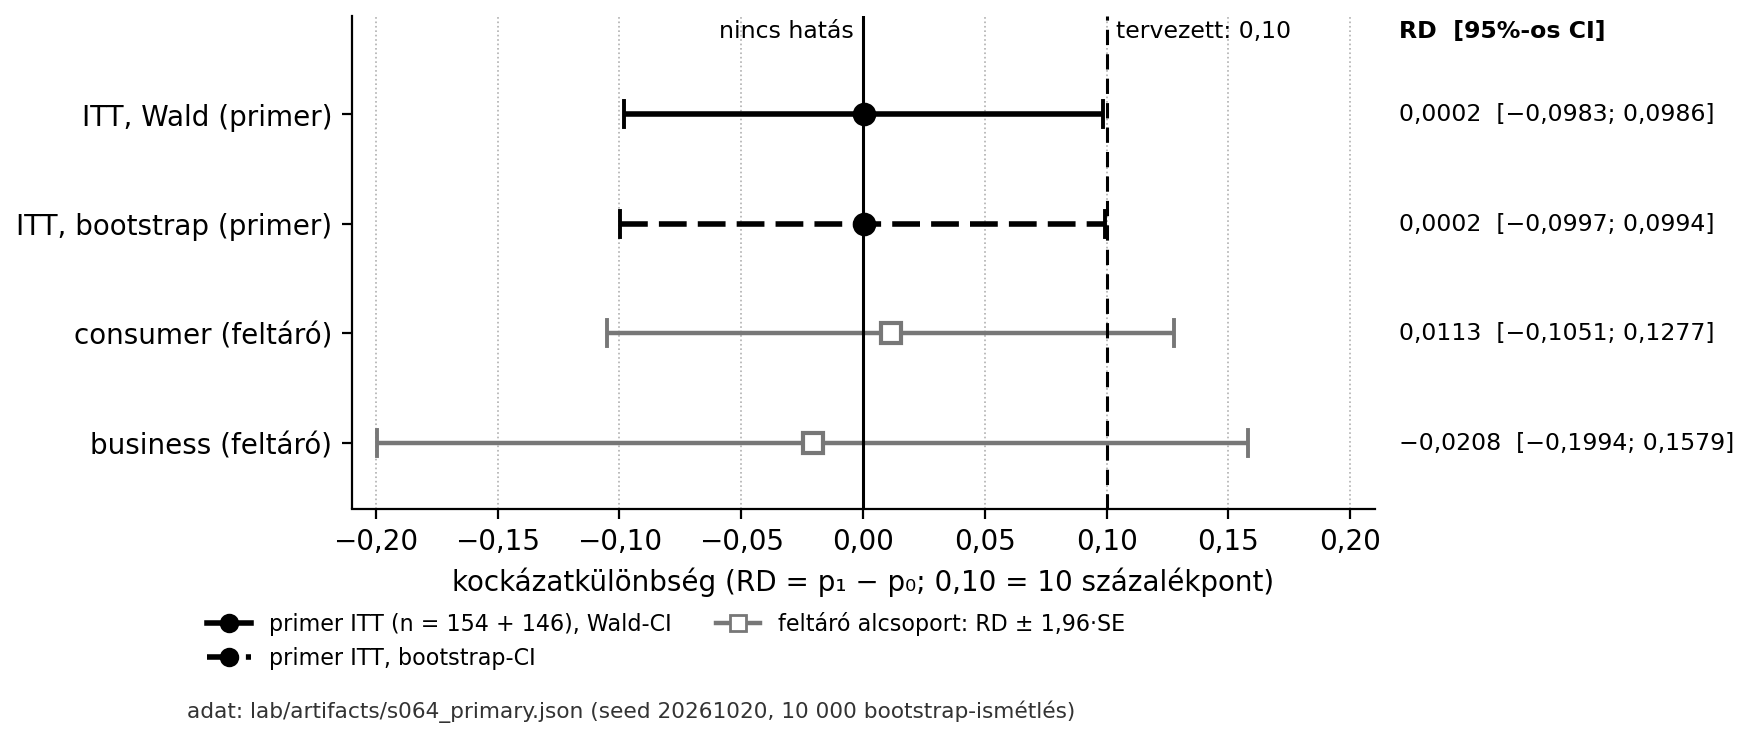 nincs hatás
tervezett: 0,10
RD  [95%-os CI]
ITT, Wald (primer)
0,0002  [−0,0983; 0,0986]
ITT, bootstrap (primer)
0,0002  [−0,0997; 0,0994]
consumer (feltáró)
0,0113  [−0,1051; 0,1277]
business (feltáró)
−0,0208  [−0,1994; 0,1579]
−0,20 −0,15 −0,10 −0,05 0,00 0,05 0,10 0,15 0,20
kockázatkülönbség (RD = p₁ − p₀; 0,10 = 10 százalékpont)
primer ITT (n = 154 + 146), Wald-CI
feltáró alcsoport: RD ± 1,96·SE
primer ITT, bootstrap-CI
adat: lab/artifacts/s064_primary.json (seed 20261020, 10 000 bootstrap-ismétlés)